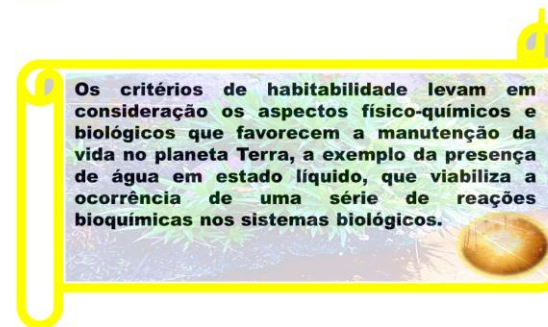 Os critérios de habitabilidade levam em
consideração os aspectos físico-químicos e
biológicos que favorecem a manutenção da
vida no planeta Terra, a exemplo da presença
de água em estado líquido, que viabiliza a
ocorrência de uma série de reações
bioquímicas nos sistemas biológicos.